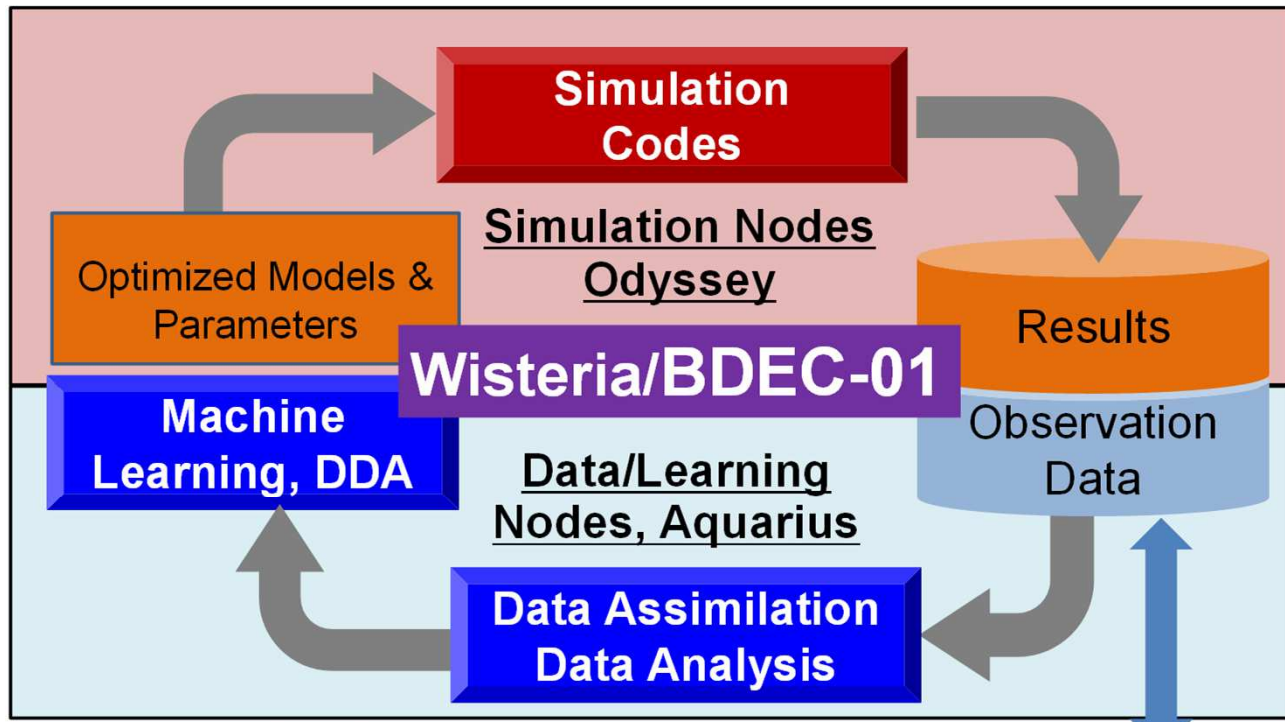 Simulation
Codes
Simulation Nodes
Odyssey
Optimized Models &
Parameters
Results
Wisteria/BDEC-01
Machine
Learning, DDA
Observation
Data
Data/Learning
Nodes, Aquarius
Data Assimilation
Data Analysis